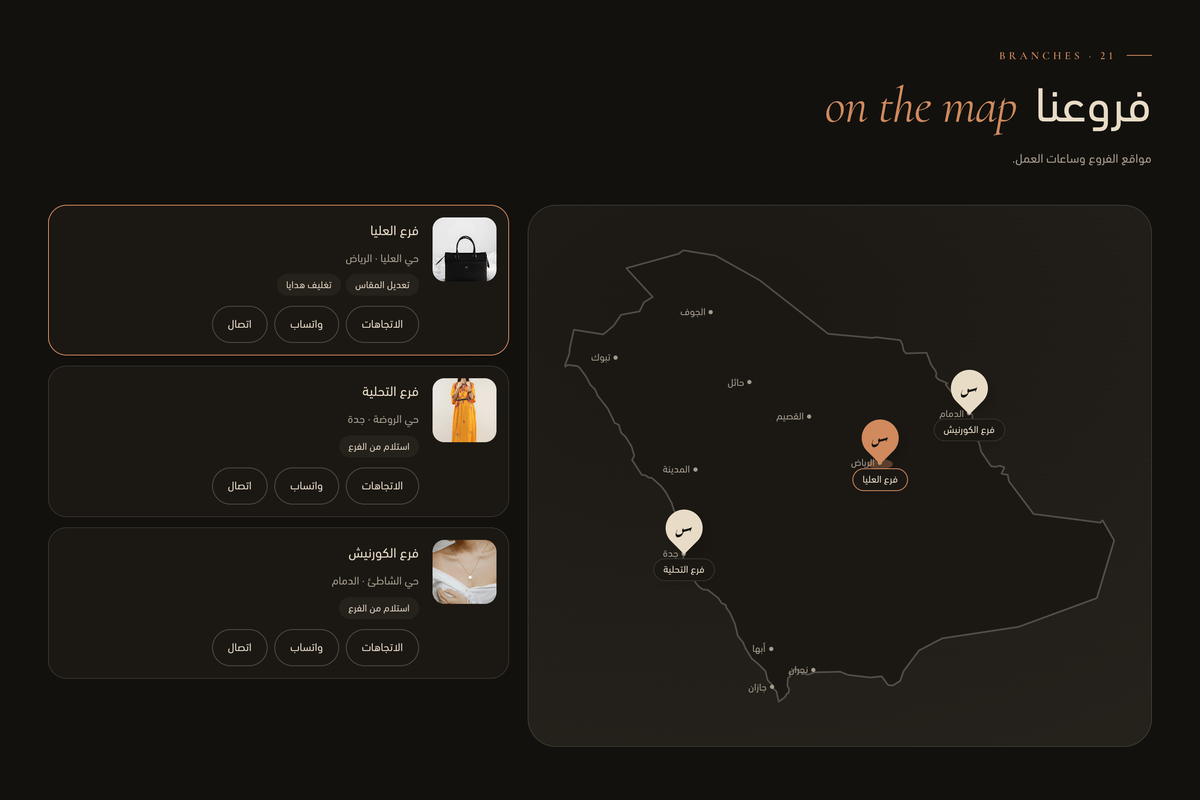 BRANCHES · 21
فروعنا on the map
مواقع الفروع وساعات العمل.
الجوف
تبوك
حائل
القصيم
س
الدمام
فرع الكورنيش
س
الرياض
فرع العليا
المدينة
س
جدة
فرع التحلية
أبها
نجران
جازان
فرع العليا
حي العليا · الرياض
تعديل المقاس تغليف هدايا
الاتجاهات واتساب اتصال
فرع التحلية
حي الروضة · جدة
استلام من الفرع
الاتجاهات واتساب اتصال
فرع الكورنيش
حي الشاطئ · الدمام
استلام من الفرع
الاتجاهات واتساب اتصال